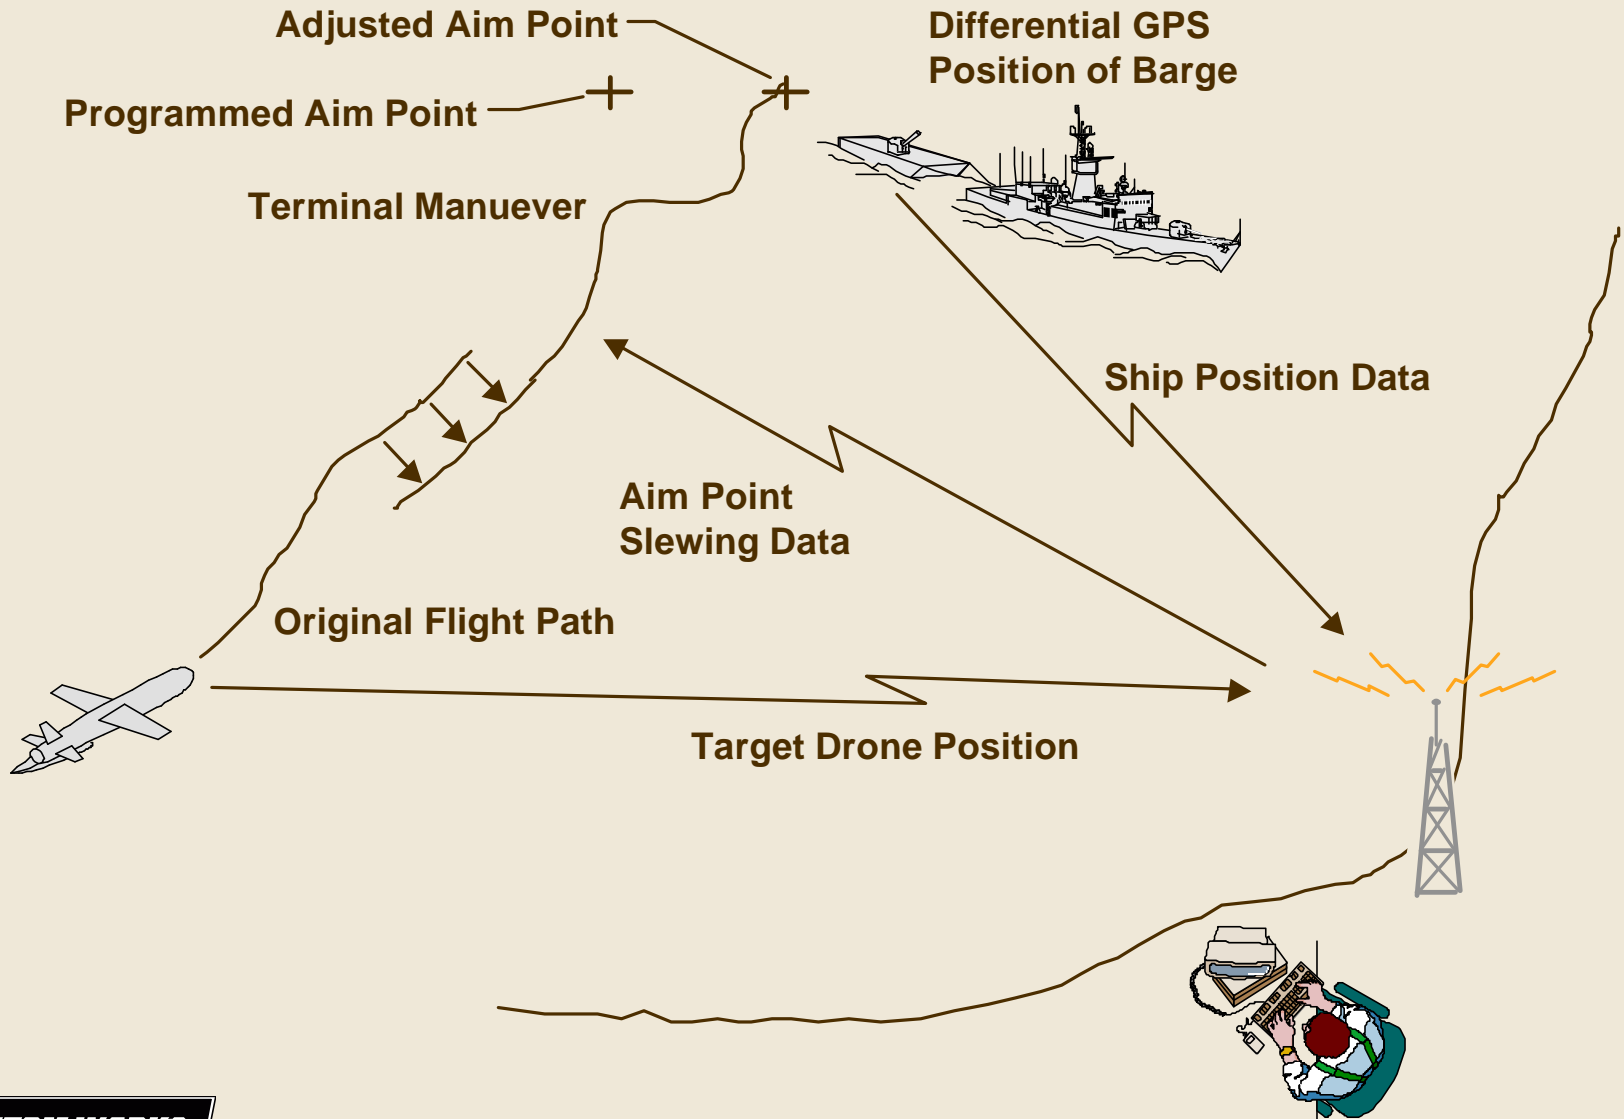 Adjusted Aim Point
Differential GPS
Position of Barge
Programmed Aim Point
Terminal Manuever
Ship Position Data
Aim Point
Slewing Data
Original Flight Path
Target Drone Position